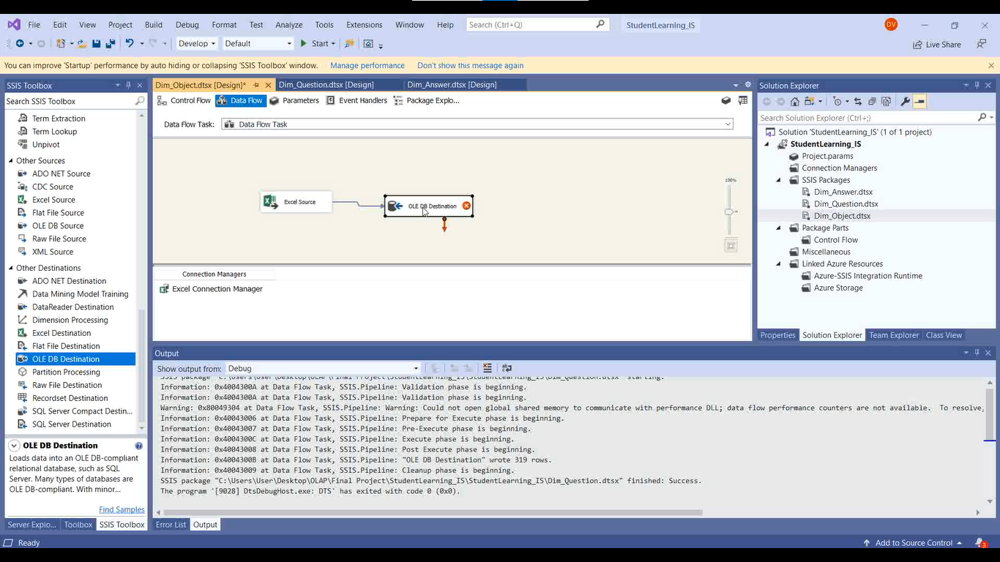 File Edit View Project Build Debug Format Test Analyze Tools Extensions Window Help Search (Ctrl+Q) StudentLearning_IS DV
Develop Default Start Live Share
You can improve 'Startup' performance by auto hiding or collapsing 'SSIS Toolbox' window. Manage performance Don't show this message again
SSIS Toolbox
Search SSIS Toolbox
Term Extraction
Term Lookup
Unpivot
Other Sources
ADO NET Source
CDC Source
Excel Source
Flat File Source
OLE DB Source
Raw File Source
XML Source
Other Destinations
ADO NET Destination
Data Mining Model Training
DataReader Destination
Dimension Processing
Excel Destination
Flat File Destination
OLE DB Destination
Partition Processing
Raw File Destination
Recordset Destination
SQL Server Compact Destin...
SQL Server Destination
OLE DB Destination
Loads data into an OLE DB-compliant
relational database, such as SQL
Server. Many types of databases are
OLE DB-compliant. With minor...
Find Samples
Server Explo... Toolbox SSIS Toolbox
Dim_Object.dtsx [Design]* Dim_Question.dtsx [Design] Dim_Answer.dtsx [Design]
Control Flow Data Flow Parameters Event Handlers Package Explo...
Data Flow Task: Data Flow Task
100%
Excel Source
OLE DB Destination
Connection Managers
Excel Connection Manager
Output
Show output from: Debug
SSIS package "C:\Users\User\Desktop\OLAP\Final Project\StudentLearning_IS\StudentLearning_IS\Dim_Question.dtsx" starting.
Information: 0x4004300A at Data Flow Task, SSIS.Pipeline: Validation phase is beginning.
Information: 0x4004300A at Data Flow Task, SSIS.Pipeline: Validation phase is beginning.
Warning: 0x80049304 at Data Flow Task, SSIS.Pipeline: Warning: Could not open global shared memory to communicate with performance DLL; data flow performance counters are not available.  To resolve,
Information: 0x40043006 at Data Flow Task, SSIS.Pipeline: Prepare for Execute phase is beginning.
Information: 0x40043007 at Data Flow Task, SSIS.Pipeline: Pre-Execute phase is beginning.
Information: 0x4004300C at Data Flow Task, SSIS.Pipeline: Execute phase is beginning.
Information: 0x40043008 at Data Flow Task, SSIS.Pipeline: Post Execute phase is beginning.
Information: 0x4004300B at Data Flow Task, SSIS.Pipeline: "OLE DB Destination" wrote 319 rows.
Information: 0x40043009 at Data Flow Task, SSIS.Pipeline: Cleanup phase is beginning.
SSIS package "C:\Users\User\Desktop\OLAP\Final Project\StudentLearning_IS\StudentLearning_IS\Dim_Question.dtsx" finished: Success.
The program '[9028] DtsDebugHost.exe: DTS' has exited with code 0 (0x0).
Error List Output
Solution Explorer
Search Solution Explorer (Ctrl+;)
Solution 'StudentLearning_IS' (1 of 1 project)
StudentLearning_IS
Project.params
Connection Managers
SSIS Packages
Dim_Answer.dtsx
Dim_Question.dtsx
Dim_Object.dtsx
Package Parts
Control Flow
Miscellaneous
Linked Azure Resources
Azure-SSIS Integration Runtime
Azure Storage
Properties Solution Explorer Team Explorer Class View
Ready Add to Source Control 3